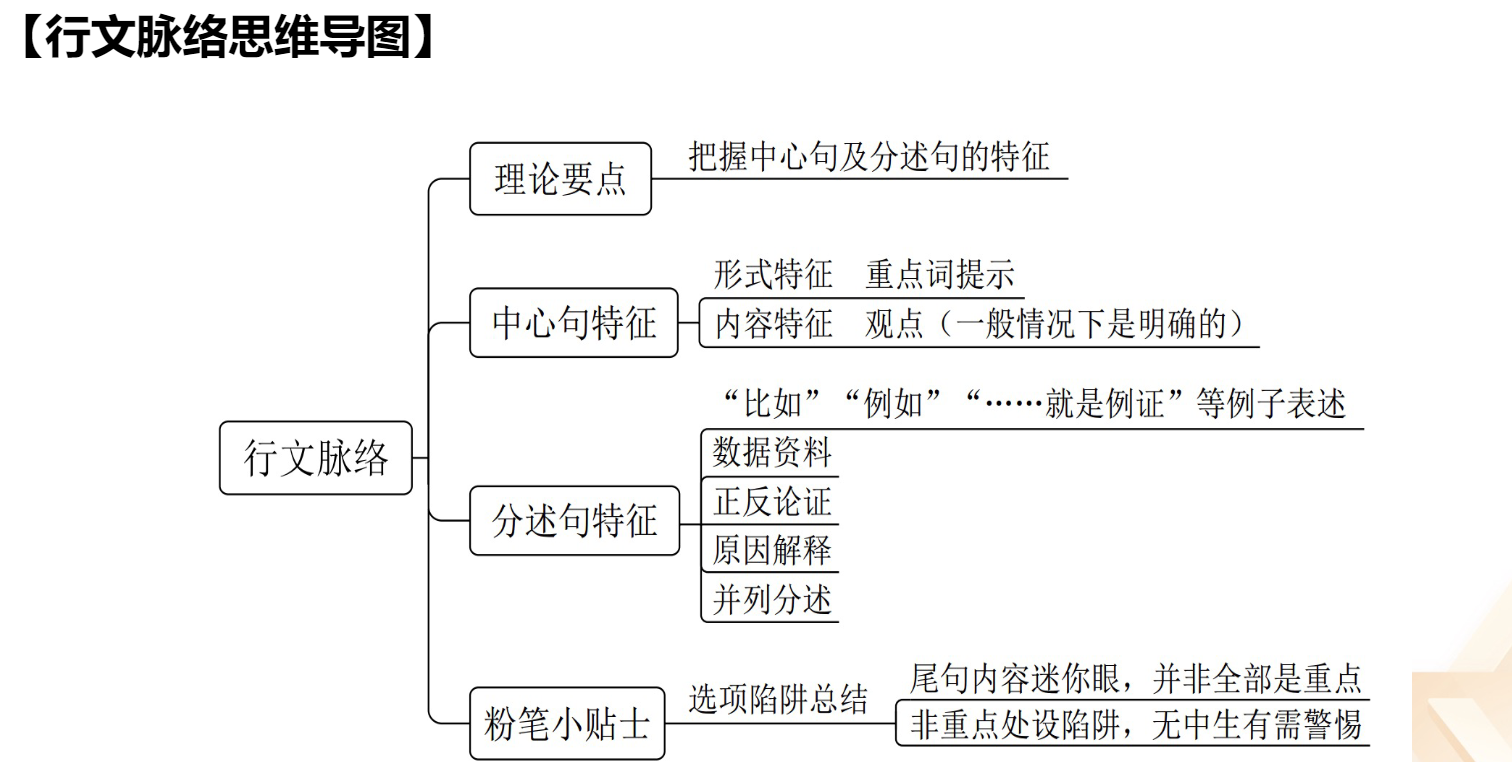 【行文脉络思维导图】
理论要点
把握中心句及分述句的特征
中心句特征
形式特征　重点词提示
内容特征　观点（一般情况下是明确的）
行文脉络
分述句特征
“比如”“例如”“……就是例证”等例子表述
数据资料
正反论证
原因解释
并列分述
粉笔小贴士
选项陷阱总结
尾句内容迷你眼，并非全部是重点
非重点处设陷阱，无中生有需警惕